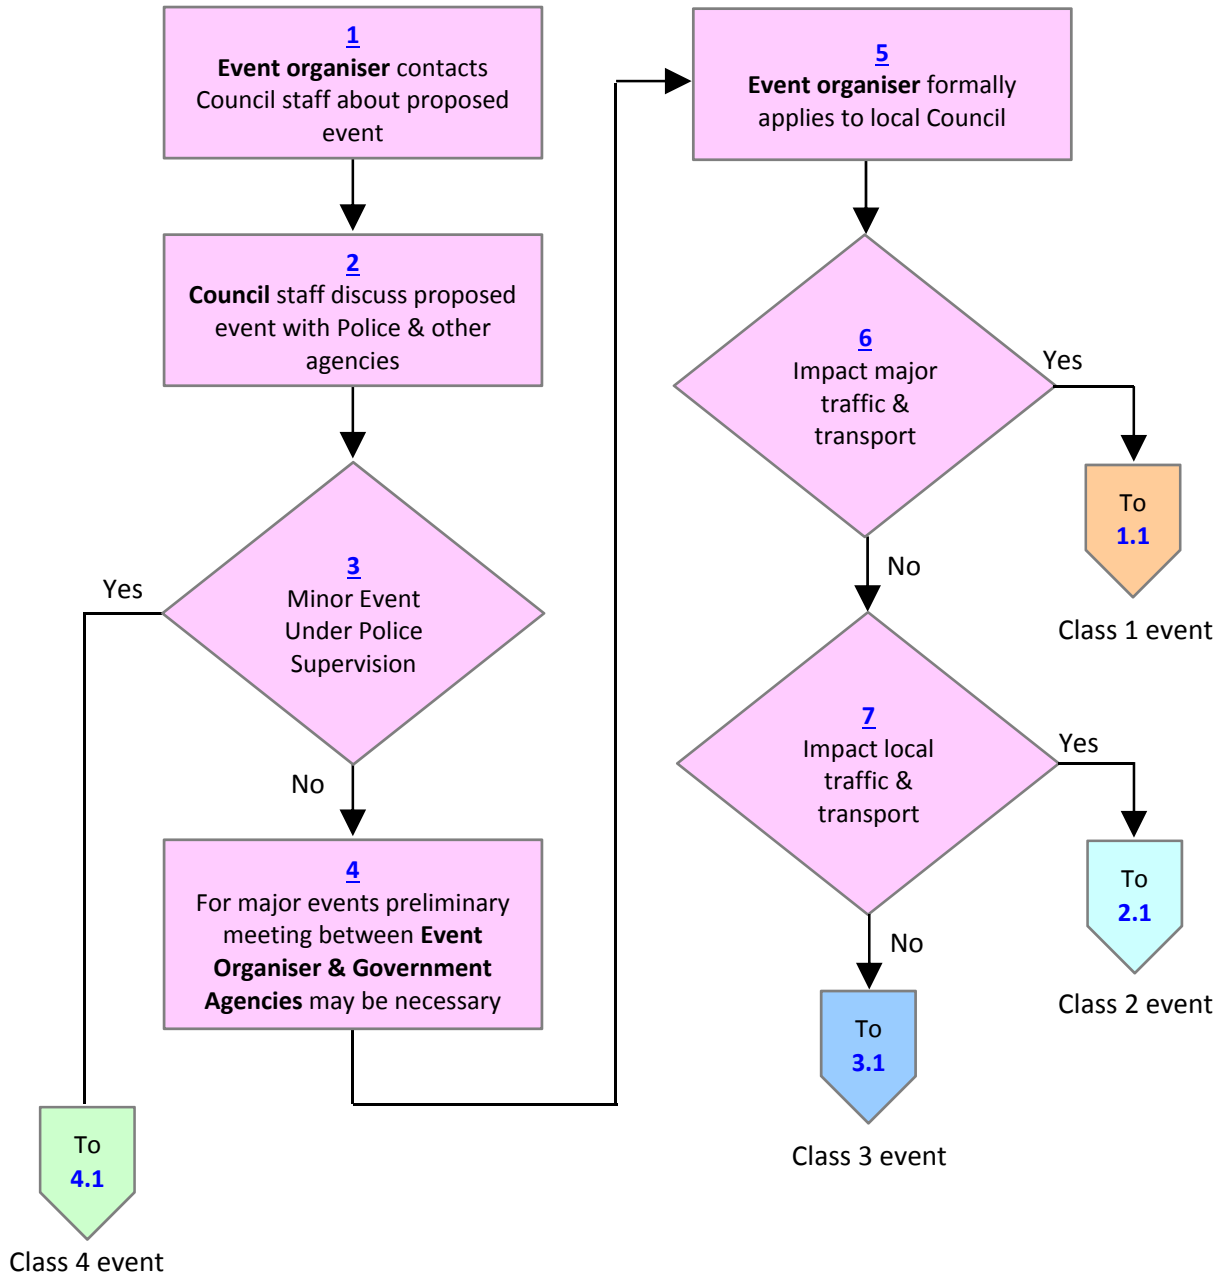 1
Event organiser contacts
Council staff about proposed
event
2
Council staff discuss proposed
event with Police & other
agencies
3
Minor Event
Under Police
Supervision
Yes
No
4
For major events preliminary
meeting between Event
Organiser & Government
Agencies may be necessary
To
4.1
Class 4 event
5
Event organiser formally
applies to local Council
6
Impact major
traffic &
transport
Yes
To
1.1
Class 1 event
No
7
Impact local
traffic &
transport
Yes
To
2.1
Class 2 event
No
To
3.1
Class 3 event